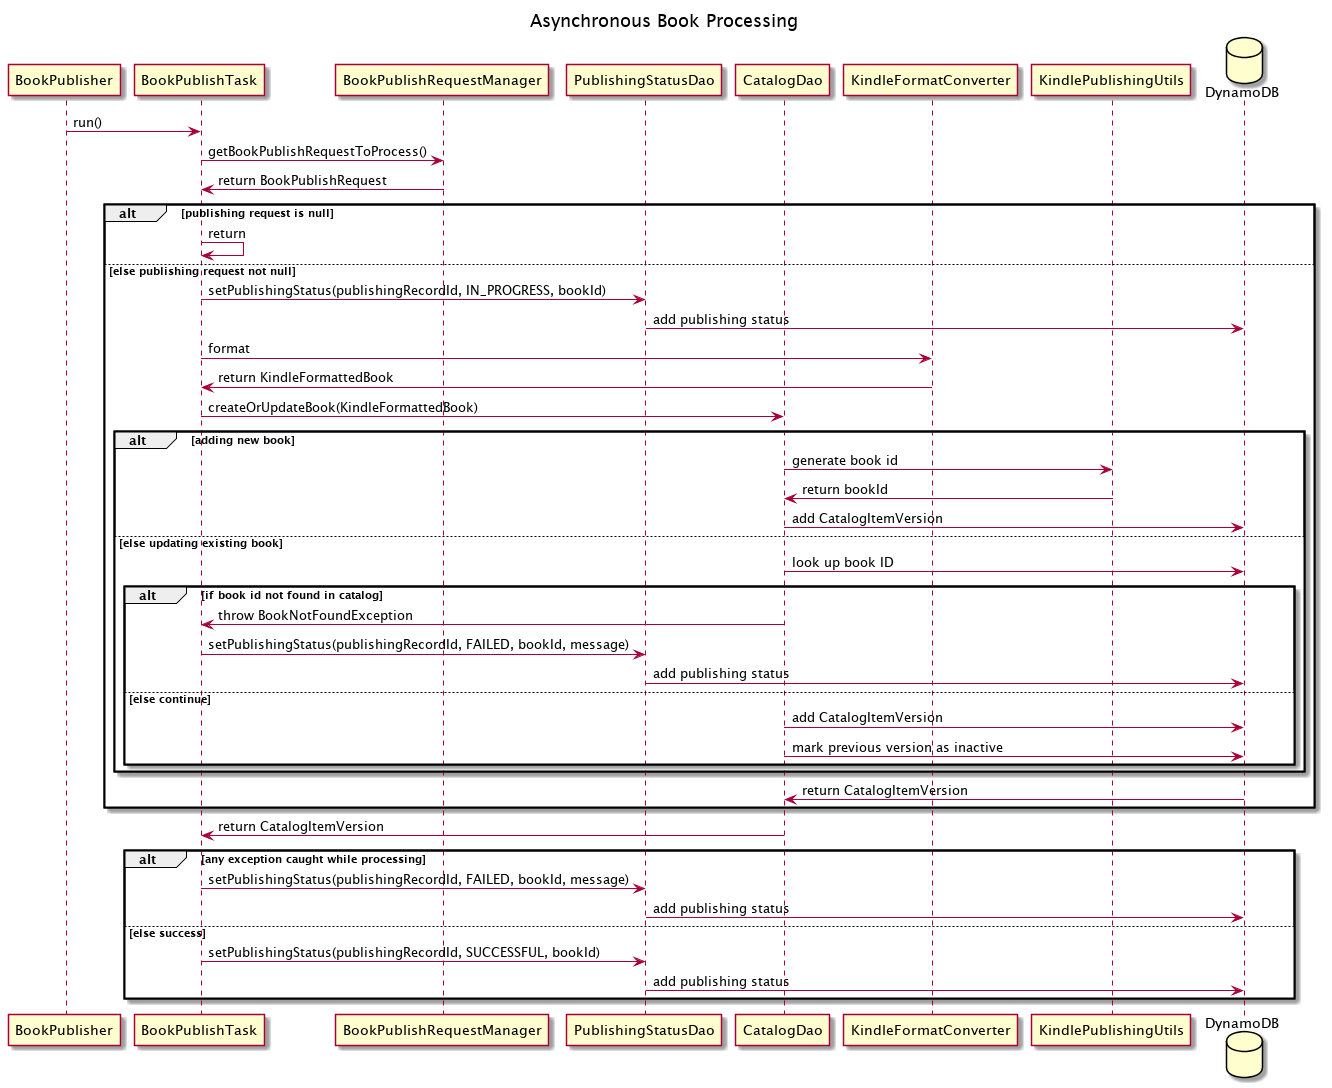 Asynchronous Book Processing
BookPublisher
BookPublishTask
BookPublishRequestManager
PublishingStatusDao
CatalogDao
KindleFormatConverter
KindlePublishingUtils
DynamoDB
run()
getBookPublishRequestToProcess()
return BookPublishRequest
alt [publishing request is null]
return
[else publishing request not null]
setPublishingStatus(publishingRecordId, IN_PROGRESS, bookId)
add publishing status
format
return KindleFormattedBook
createOrUpdateBook(KindleFormattedBook)
alt [adding new book]
generate book id
return bookId
add CatalogItemVersion
[else updating existing book]
look up book ID
alt [if book id not found in catalog]
throw BookNotFoundException
setPublishingStatus(publishingRecordId, FAILED, bookId, message)
add publishing status
[else continue]
add CatalogItemVersion
mark previous version as inactive
return CatalogItemVersion
return CatalogItemVersion
alt [any exception caught while processing]
setPublishingStatus(publishingRecordId, FAILED, bookId, message)
add publishing status
[else success]
setPublishingStatus(publishingRecordId, SUCCESSFUL, bookId)
add publishing status
BookPublisher
BookPublishTask
BookPublishRequestManager
PublishingStatusDao
CatalogDao
KindleFormatConverter
KindlePublishingUtils
DynamoDB